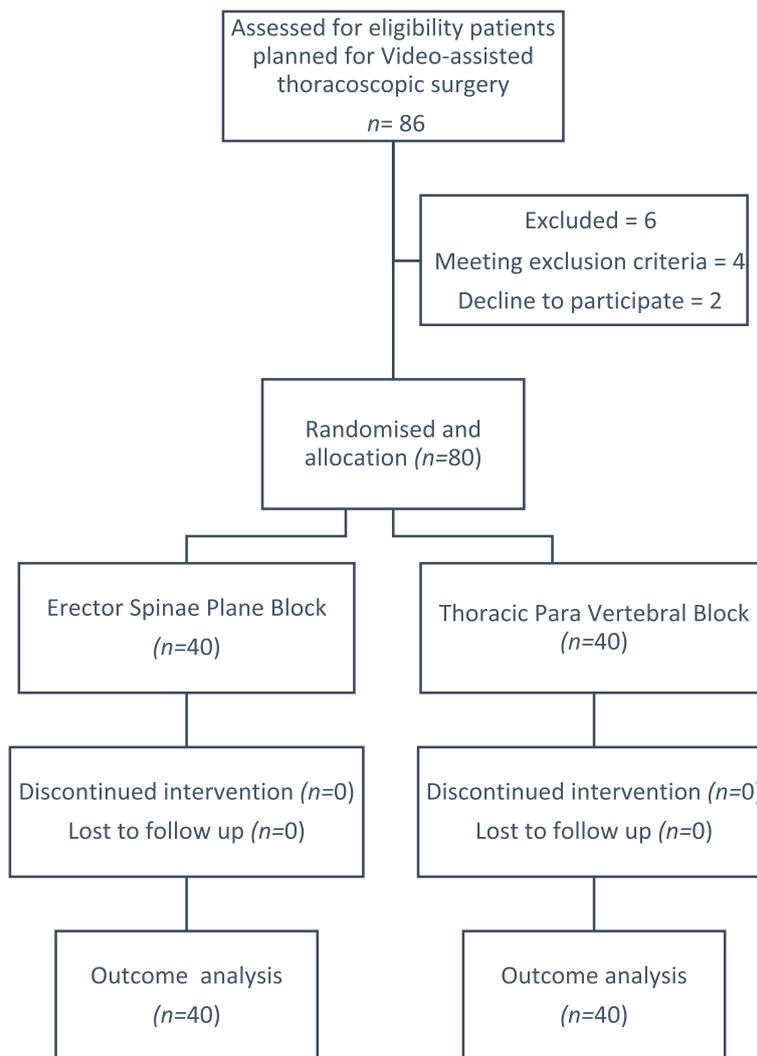 Assessed for eligibility patients
planned for Video-assisted
thoracoscopic surgery
n= 86
Excluded = 6
Meeting exclusion criteria = 4
Decline to participate = 2
Randomised and
allocation (n=80)
Erector Spinae Plane Block
(n=40)
Thoracic Para Vertebral Block
(n=40)
Discontinued intervention (n=0)
Lost to follow up (n=0)
Discontinued intervention (n=0)
Lost to follow up (n=0)
Outcome  analysis
(n=40)
Outcome analysis
(n=40)